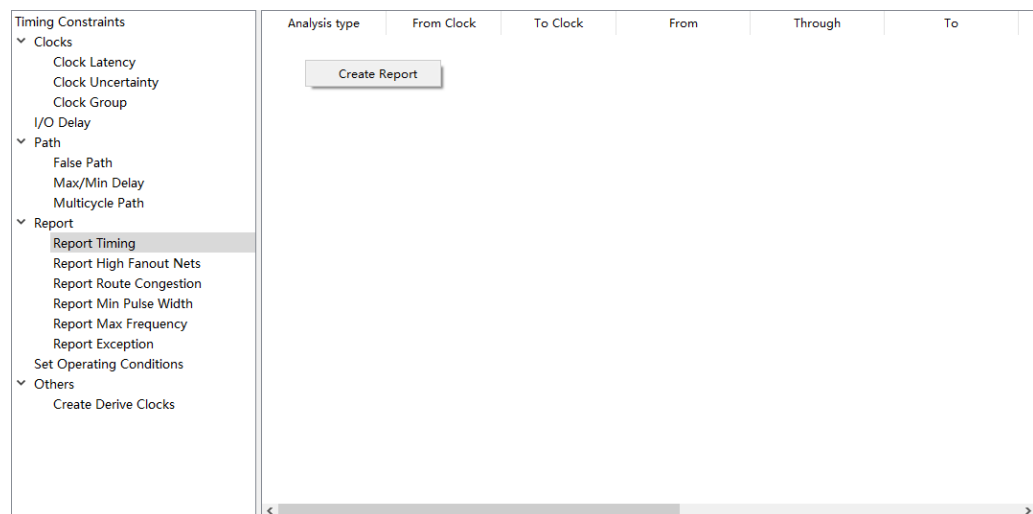 Timing Constraints
Clocks
Clock Latency
Clock Uncertainty
Clock Group
I/O Delay
Path
False Path
Max/Min Delay
Multicycle Path
Report
Report Timing
Report High Fanout Nets
Report Route Congestion
Report Min Pulse Width
Report Max Frequency
Report Exception
Set Operating Conditions
Others
Create Derive Clocks
Analysis type From Clock To Clock From Through To
Create Report